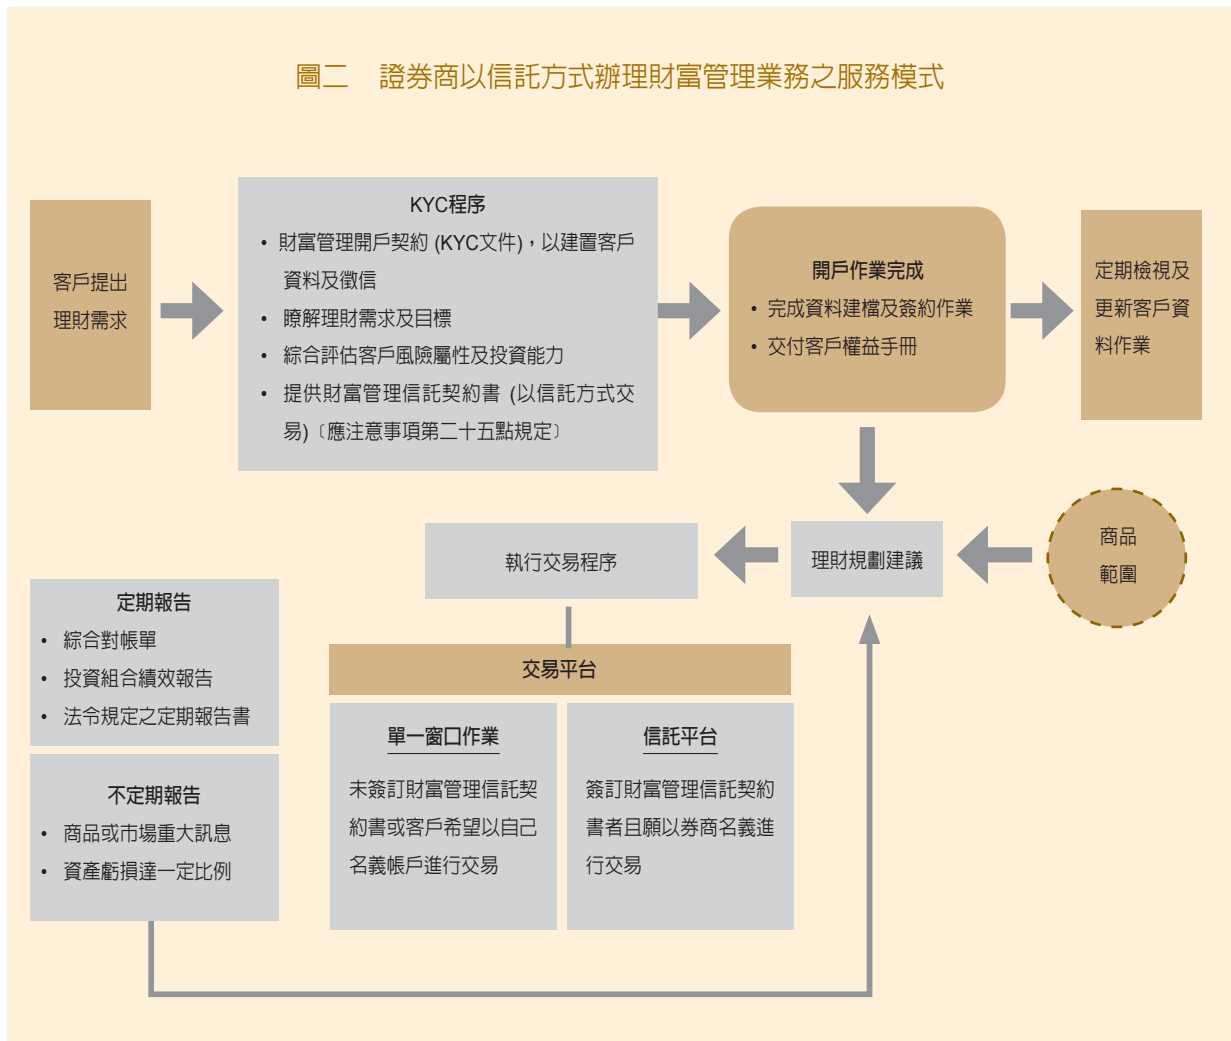 圖二　證券商以信託方式辦理財富管理業務之服務模式
客戶提出
理財需求
KYC程序
• 財富管理開戶契約 (KYC文件)，以建置客戶
資料及徵信
• 瞭解理財需求及目標
• 綜合評估客戶風險屬性及投資能力
• 提供財富管理信託契約書 (以信託方式交
易)〔應注意事項第二十五點規定〕
開戶作業完成
• 完成資料建檔及簽約作業
• 交付客戶權益手冊
定期檢視及
更新客戶資
料作業
商品
範圍
理財規劃建議
執行交易程序
交易平台
單一窗口作業
未簽訂財富管理信託契
約書或客戶希望以自己
名義帳戶進行交易
信託平台
簽訂財富管理信託契約
書者且願以券商名義進
行交易
定期報告
• 綜合對帳單
• 投資組合績效報告
• 法令規定之定期報告書
不定期報告
• 商品或市場重大訊息
• 資產虧損達一定比例